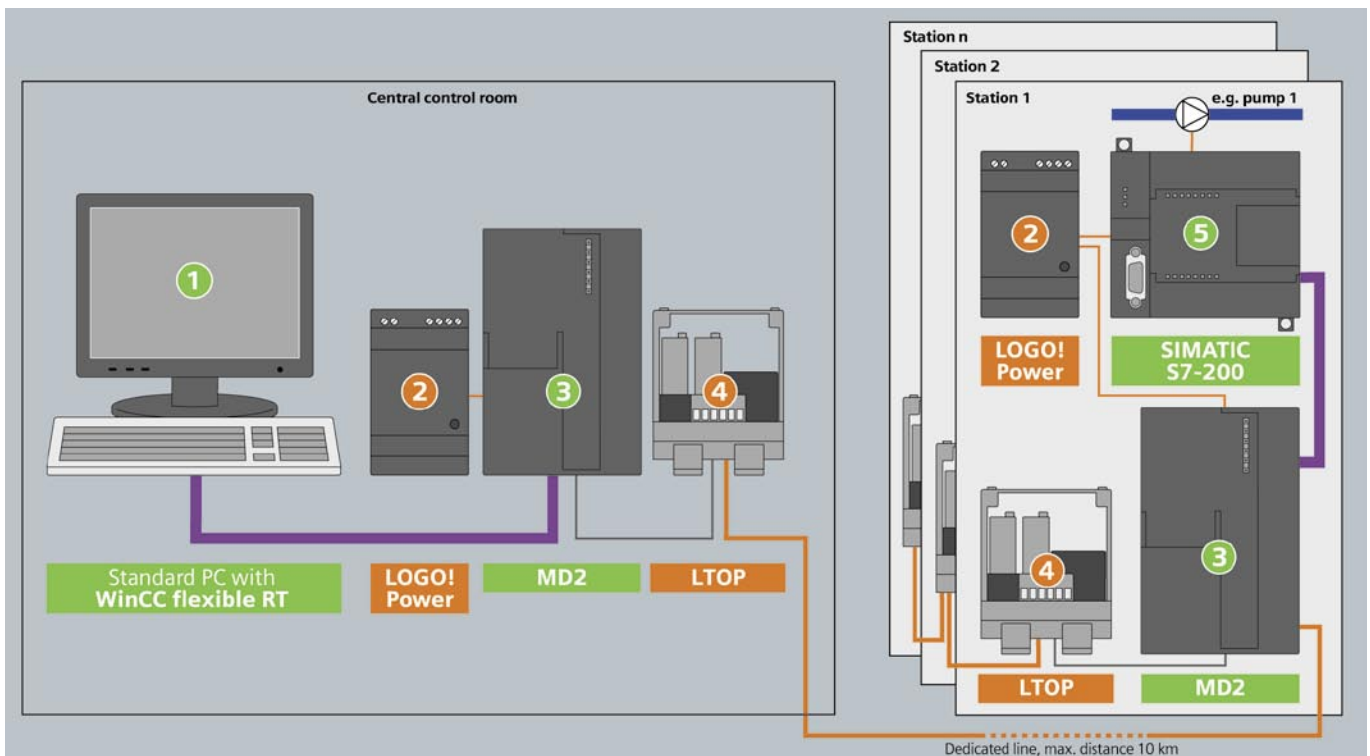 Central control room
1
2
3
4
Standard PC with
WinCC flexible RT
LOGO!
Power
MD2
LTOP
Station n
Station 2
Station 1
e.g. pump 1
2
5
LOGO!
Power
SIMATIC
S7-200
4
3
LTOP
MD2
Dedicated line, max. distance 10 km